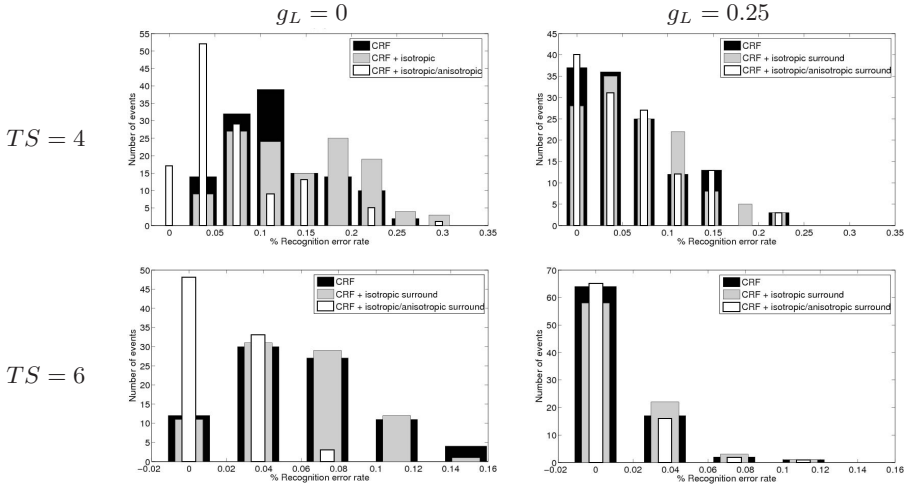 g_L = 0
g_L = 0.25
TS = 4
Number of events
55
50
45
40
35
30
25
20
15
10
5
0
CRF
CRF + isotropic
CRF + isotropic/anisotropic
0 0.05 0.1 0.15 0.2 0.25 0.3 0.35
% Recognition error rate
Number of events
45
40
35
30
25
20
15
10
5
0
CRF
CRF + isotropic surround
CRF + isotropic/anisotropic surround
0 0.05 0.1 0.15 0.2 0.25 0.3 0.35
% Recognition error rate
TS = 6
Number of events
50
45
40
35
30
25
20
15
10
5
0
CRF
CRF + isotropic surround
CRF + isotropic/anisotropic surround
−0.02 0 0.02 0.04 0.06 0.08 0.1 0.12 0.14 0.16
% Recognition error rate
Number of events
70
60
50
40
30
20
10
0
CRF
CRF + isotropic surround
CRF + isotropic/anisotropic surround
−0.02 0 0.02 0.04 0.06 0.08 0.1 0.12 0.14 0.16
% Recognition error rate